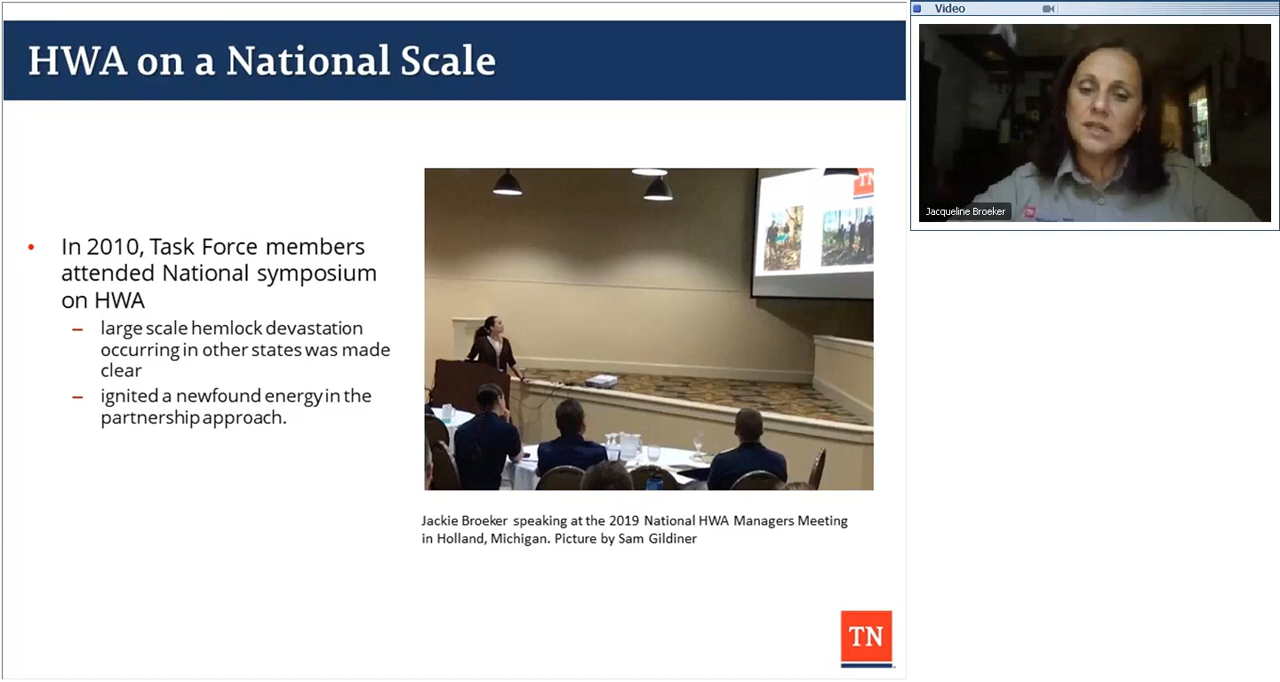 HWA on a National Scale
Video
Jacqueline Broeker
TN
• In 2010, Task Force members
attended National symposium
on HWA
– large scale hemlock devastation
occurring in other states was made
clear
– ignited a newfound energy in the
partnership approach.
Jackie Broeker speaking at the 2019 National HWA Managers Meeting
in Holland, Michigan. Picture by Sam Gildiner
TN